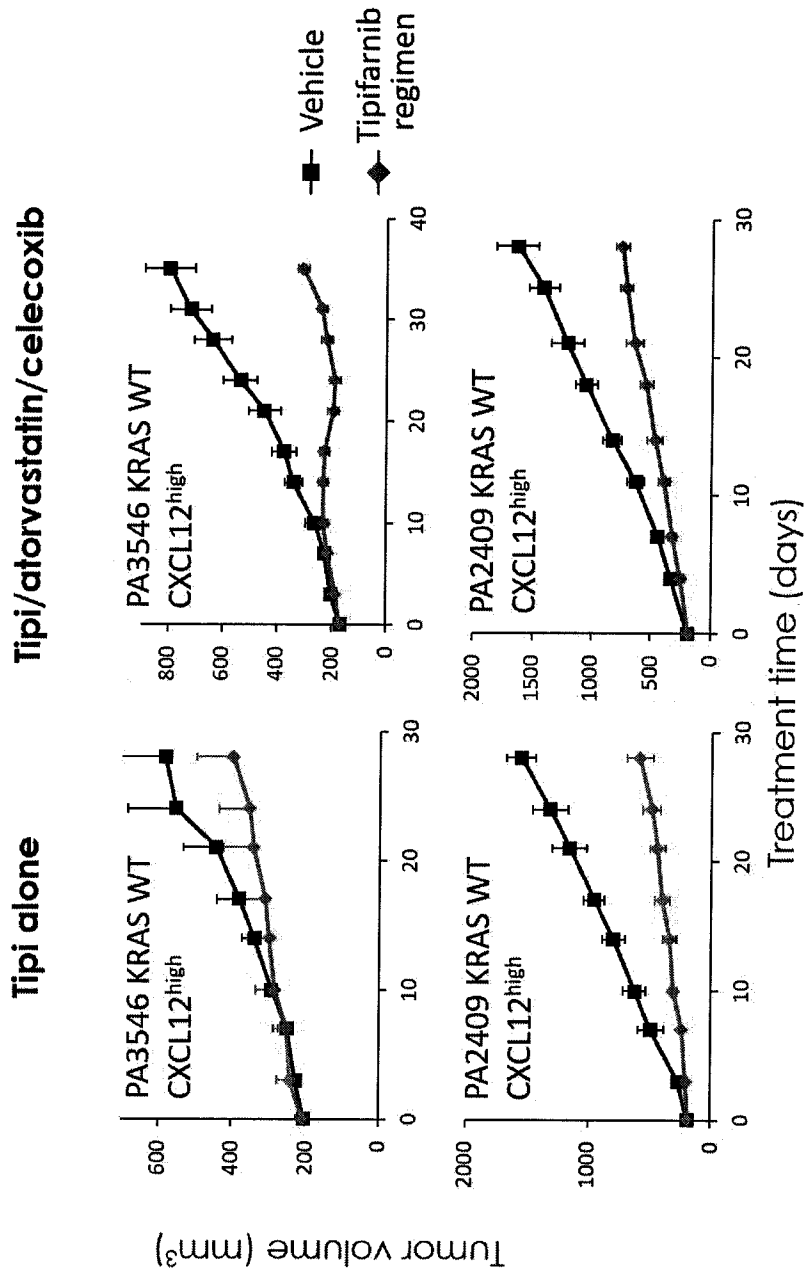 Tipi alone
Tipi/atorvastatin/celecoxib
Tumor volume (mm³)
PA3546 KRAS WT
CXCL12ʰⁱᵍʰ
600
400
200
0
0
10
20
30
PA3546 KRAS WT
CXCL12ʰⁱᵍʰ
800
600
400
200
0
0
10
20
30
40
Vehicle
Tipifarnib
regimen
PA2409 KRAS WT
CXCL12ʰⁱᵍʰ
2000
1000
0
0
10
20
30
PA2409 KRAS WT
CXCL12ʰⁱᵍʰ
2000
1500
1000
500
0
0
10
20
30
Treatment time (days)